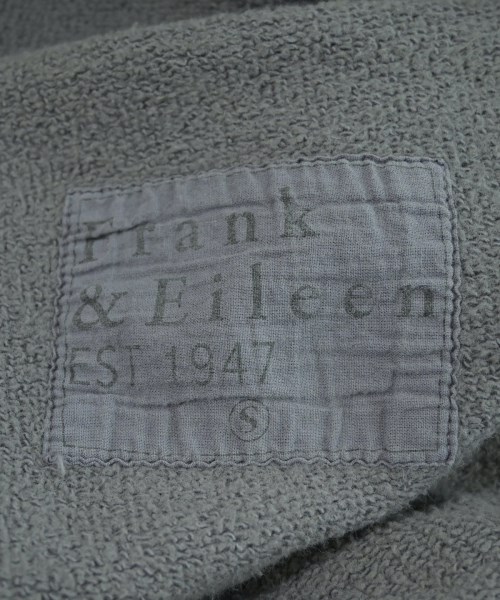 Frank
& Eileen
EST 1947
S